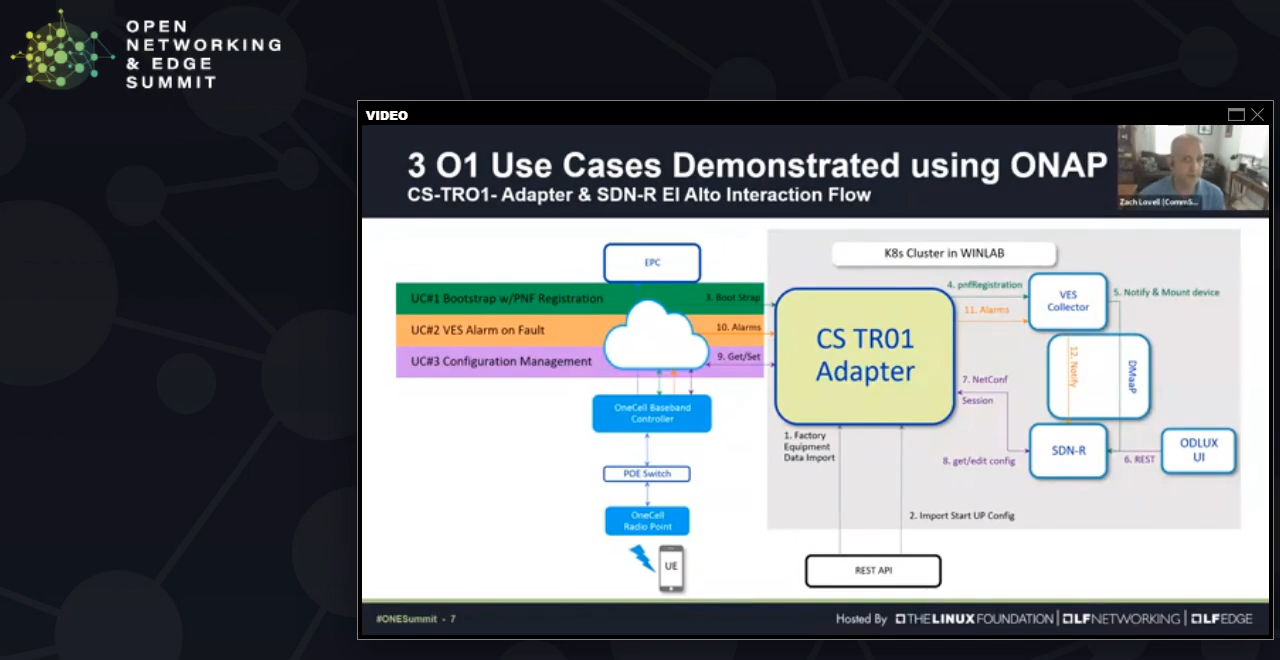 OPEN
NETWORKING
& EDGE
SUMMIT
VIDEO
3 O1 Use Cases Demonstrated using ONAP
CS-TRO1- Adapter & SDN-R El Alto Interaction Flow
Zach Lovell (CommS...
EPC
K8s Cluster in WINLAB
UC#1 Bootstrap w/PNF Registration
3. Boot Strap
UC#2 VES Alarm on Fault
10. Alarms
UC#3 Configuration Management
9. Get/Set
CS TR01
Adapter
4. pnfRegistration
11. Alarms
VES
Collector
5. Notify & Mount device
12. Notify
DMaaP
7. NetConf
Session
8. get/edit config
SDN-R
6. REST
ODLUX
UI
OneCell Baseband
Controller
POE Switch
OneCell
Radio Point
UE
1. Factory
Equipment
Data Import
2. Import Start UP Config
REST API
#ONESummit - 7
Hosted By THE LINUX FOUNDATION | LF NETWORKING | LF EDGE